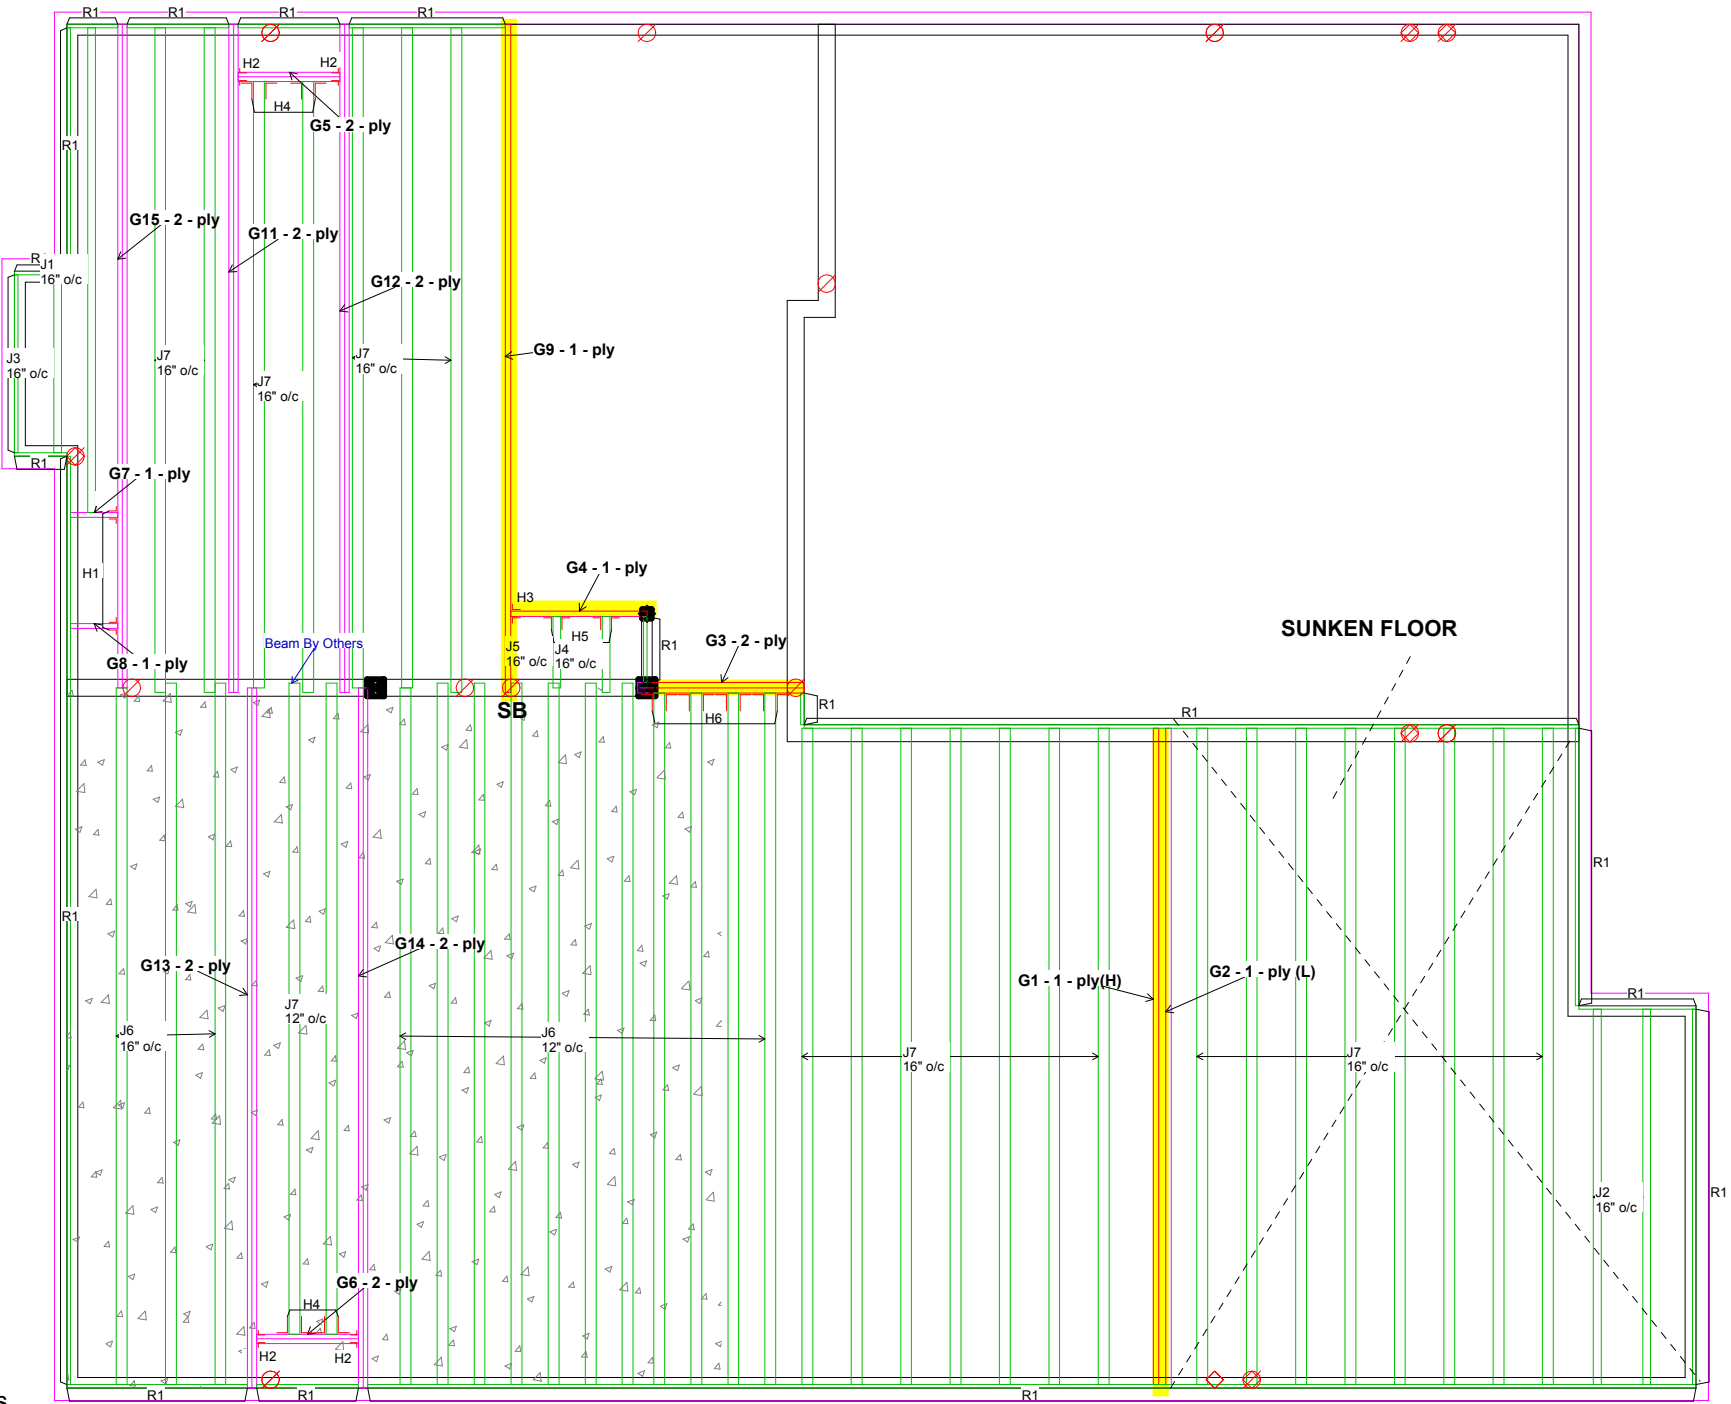 R1
R1
R1
R1
H2
H2
H4
G5 - 2 - ply
R1
G15 - 2 - ply
G11 - 2 - ply
R
J1
16" o/c
G12 - 2 - ply
J3
16" o/c
J7
16" o/c
J7
16" o/c
J7
16" o/c
G9 - 1 - ply
R1
G7 - 1 - ply
H1
G4 - 1 - ply
H3
SUNKEN FLOOR
Beam By Others
J5
16" o/c
J4
16" o/c
H5
R1
G3 - 2 - ply
G8 - 1 - ply
SB
H6
R1
R1
R1
R1
G14 - 2 - ply
G13 - 2 - ply
G1 - 1 - ply(H)
G2 - 1 - ply (L)
R1
J7
12" o/c
J6
16" o/c
J6
12" o/c
J7
16" o/c
J7
16" o/c
J2
16" o/c
R1
G6 - 2 - ply
H4
H2
H2
R1
R1
R1
S